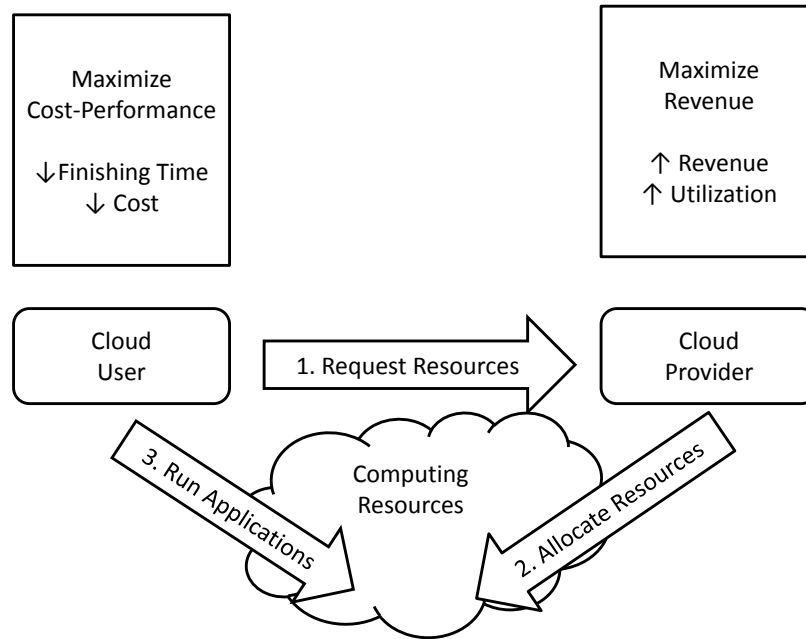 Maximize
Cost-Performance
↓Finishing Time
↓ Cost
Maximize
Revenue
↑ Revenue
↑ Utilization
Cloud
User
1. Request Resources
Cloud
Provider
Computing
Resources
3. Run Applications
2. Allocate Resources